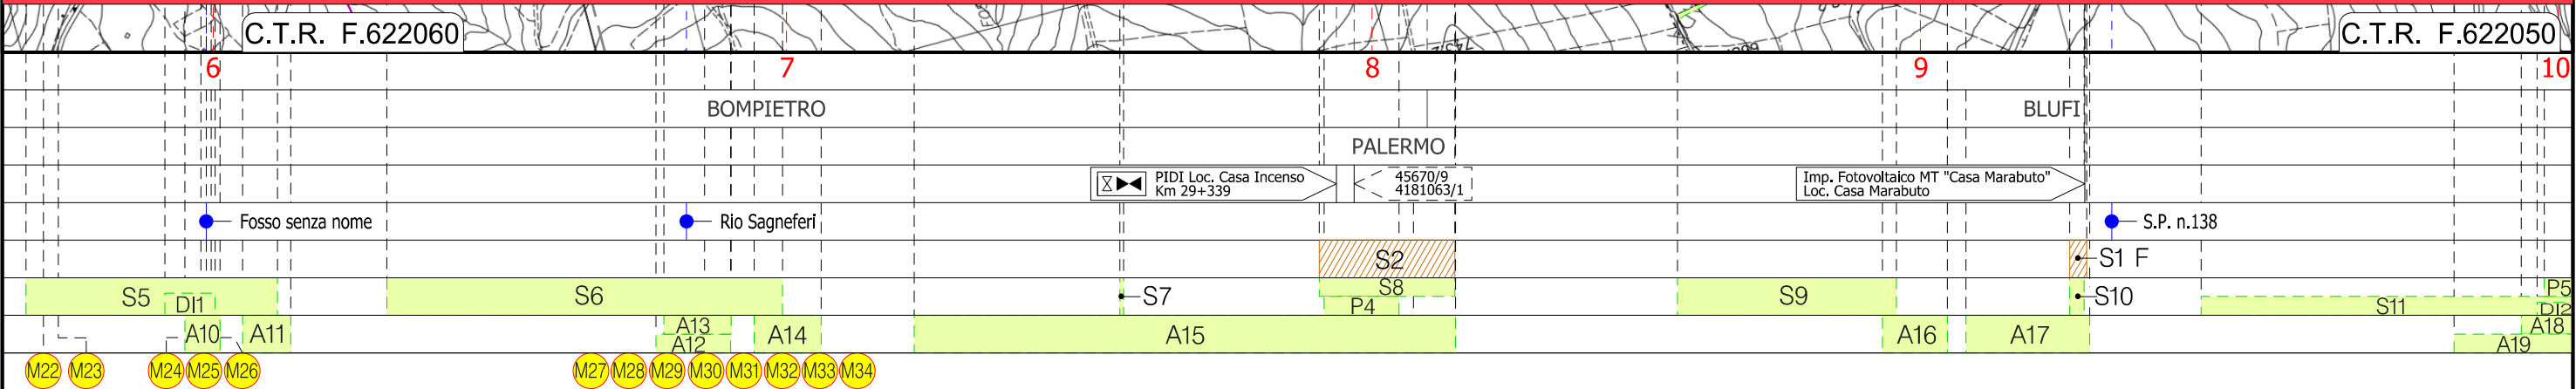 C.T.R. F.622060
C.T.R. F.622050
6
7
8
9
10
BOMPIETRO
BLUFI
PALERMO
PIDI Loc. Casa Incenso
Km 29+339
45670/9
4181063/1
Imp. Fotovoltaico MT "Casa Marabuto"
Loc. Casa Marabuto
Fosso senza nome
Rio Sagneferi
S.P. n.138
S2
S1 F
S5
DI1
S6
S7
S8
P4
S9
S10
S11
P5
DI2
A10
A11
A13
A12
A14
A15
A16
A17
A18
A19
M22
M23
M24
M25
M26
M27
M28
M29
M30
M31
M32
M33
M34